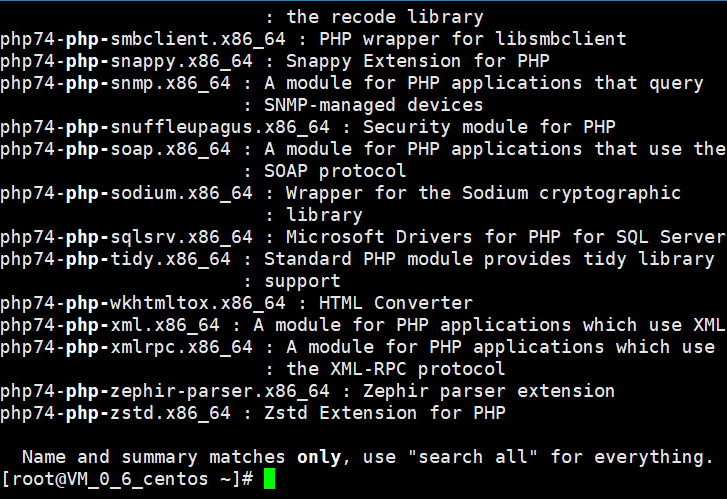 : the recode library
php74-php-smbclient.x86_64 : PHP wrapper for libsmbclient
php74-php-snappy.x86_64 : Snappy Extension for PHP
php74-php-snmp.x86_64 : A module for PHP applications that query
: SNMP-managed devices
php74-php-snuffleupagus.x86_64 : Security module for PHP
php74-php-soap.x86_64 : A module for PHP applications that use the
: SOAP protocol
php74-php-sodium.x86_64 : Wrapper for the Sodium cryptographic
: library
php74-php-sqlsrv.x86_64 : Microsoft Drivers for PHP for SQL Server
php74-php-tidy.x86_64 : Standard PHP module provides tidy library
: support
php74-php-wkhtmltox.x86_64 : HTML Converter
php74-php-xml.x86_64 : A module for PHP applications which use XML
php74-php-xmlrpc.x86_64 : A module for PHP applications which use
: the XML-RPC protocol
php74-php-zephir-parser.x86_64 : Zephir parser extension
php74-php-zstd.x86_64 : Zstd Extension for PHP
Name and summary matches only, use "search all" for everything.
[root@VM_0_6_centos ~]#